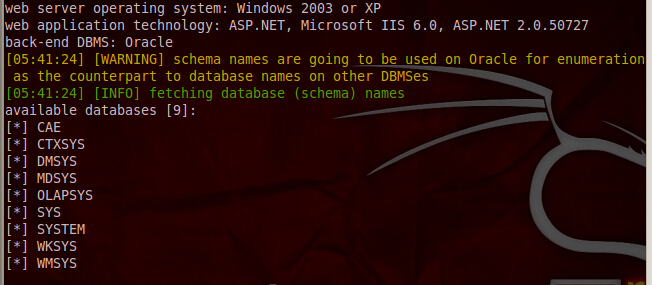 web server operating system: Windows 2003 or XP
web application technology: ASP.NET, Microsoft IIS 6.0, ASP.NET 2.0.50727
back-end DBMS: Oracle
[05:41:24] [WARNING] schema names are going to be used on Oracle for enumeration
as the counterpart to database names on other DBMSes
[05:41:24] [INFO] fetching database (schema) names
available databases [9]:
[*] CAE
[*] CTXSYS
[*] DMSYS
[*] MDSYS
[*] OLAPSYS
[*] SYS
[*] SYSTEM
[*] WKSYS
[*] WMSYS